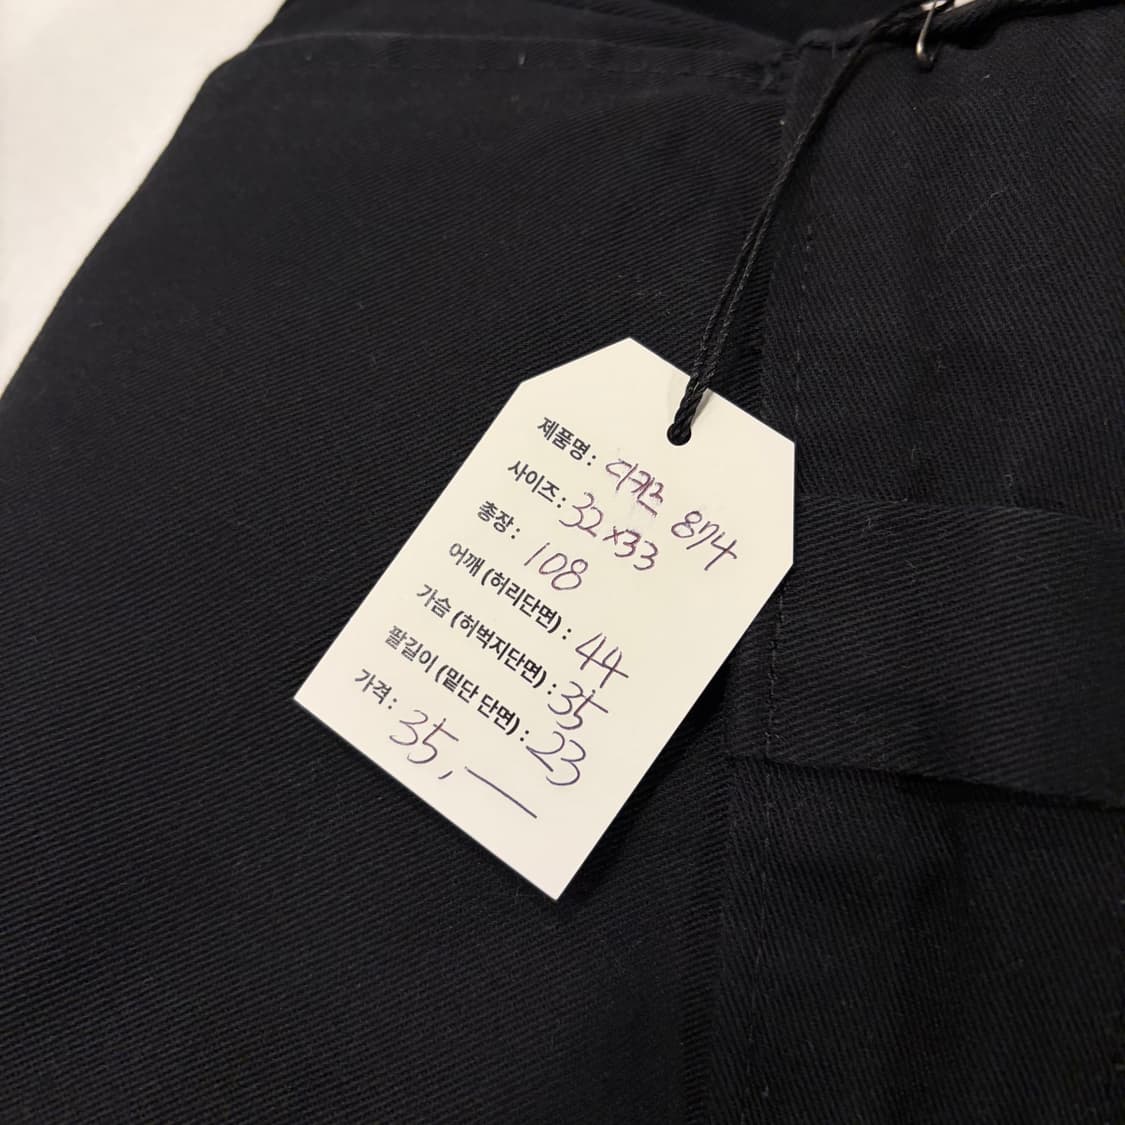 제품명: 디키즈 874
사이즈: 32x33
총장: 108
어깨 (허리단면): 44
가슴 (허벅지단면): 35
팔길이 (밑단 단면): 23
가격: 35,―